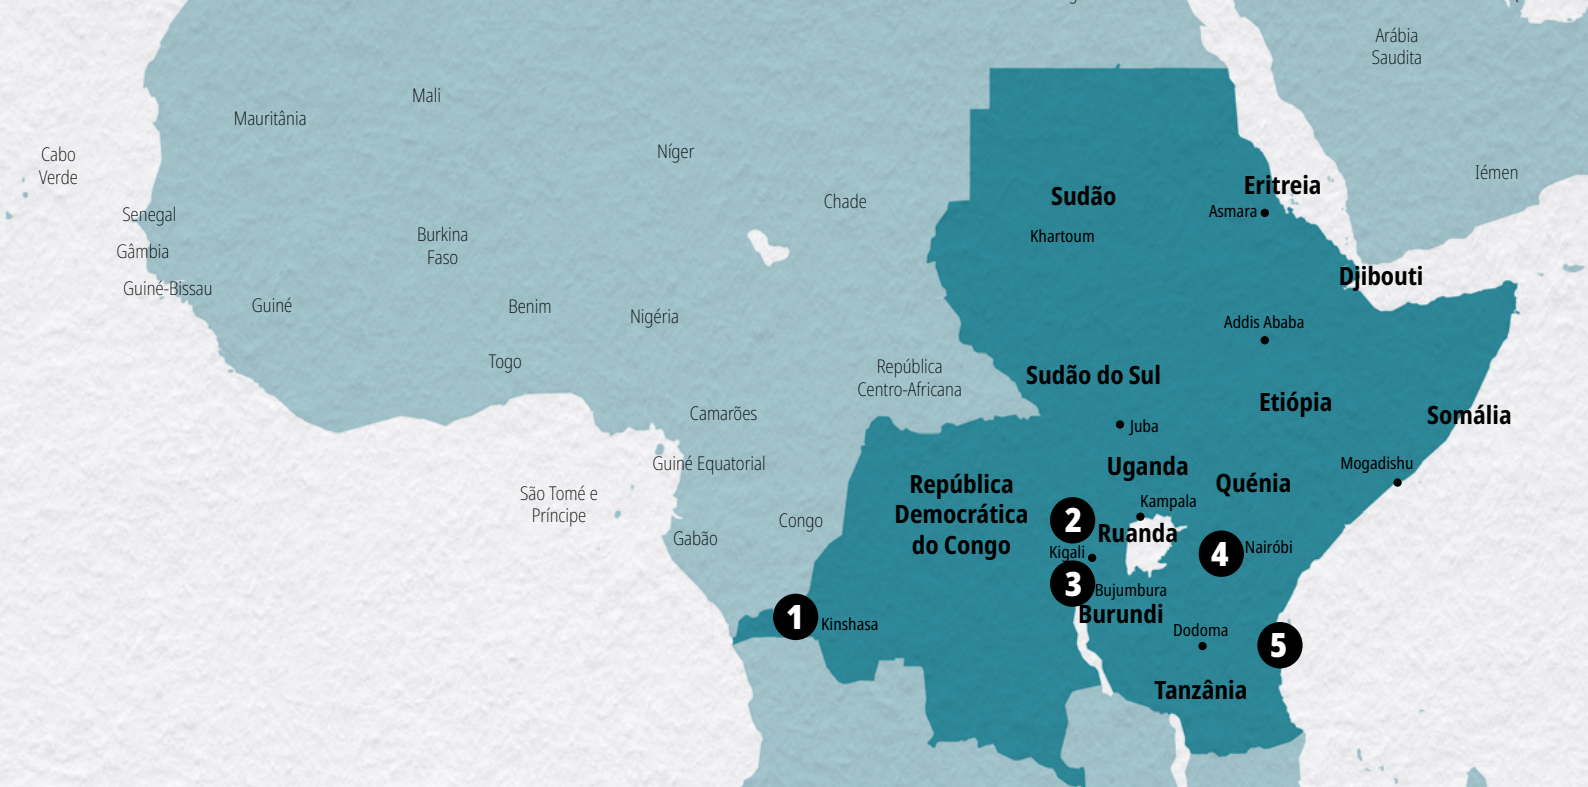 Arábia
Saudita
Mali
Mauritânia
Níger
Cabo
Verde
Iémen
Eritreia
Sudão
Chade
Asmara
Senegal
Khartoum
Burkina
Faso
Gâmbia
Djibouti
Guiné-Bissau
Guiné
Benim
Nigéria
Addis Ababa
Togo
República
Centro-Africana
Sudão do Sul
Etiópia
Camarões
Somália
Juba
Guiné Equatorial
Uganda
Mogadishu
República
Democrática
do Congo
Quénia
São Tomé e
Príncipe
Kampala
Congo
2
Ruanda
Gabão
Kigali
4
Nairóbi
3
Bujumbura
Burundi
1
Kinshasa
Dodoma
5
Tanzânia